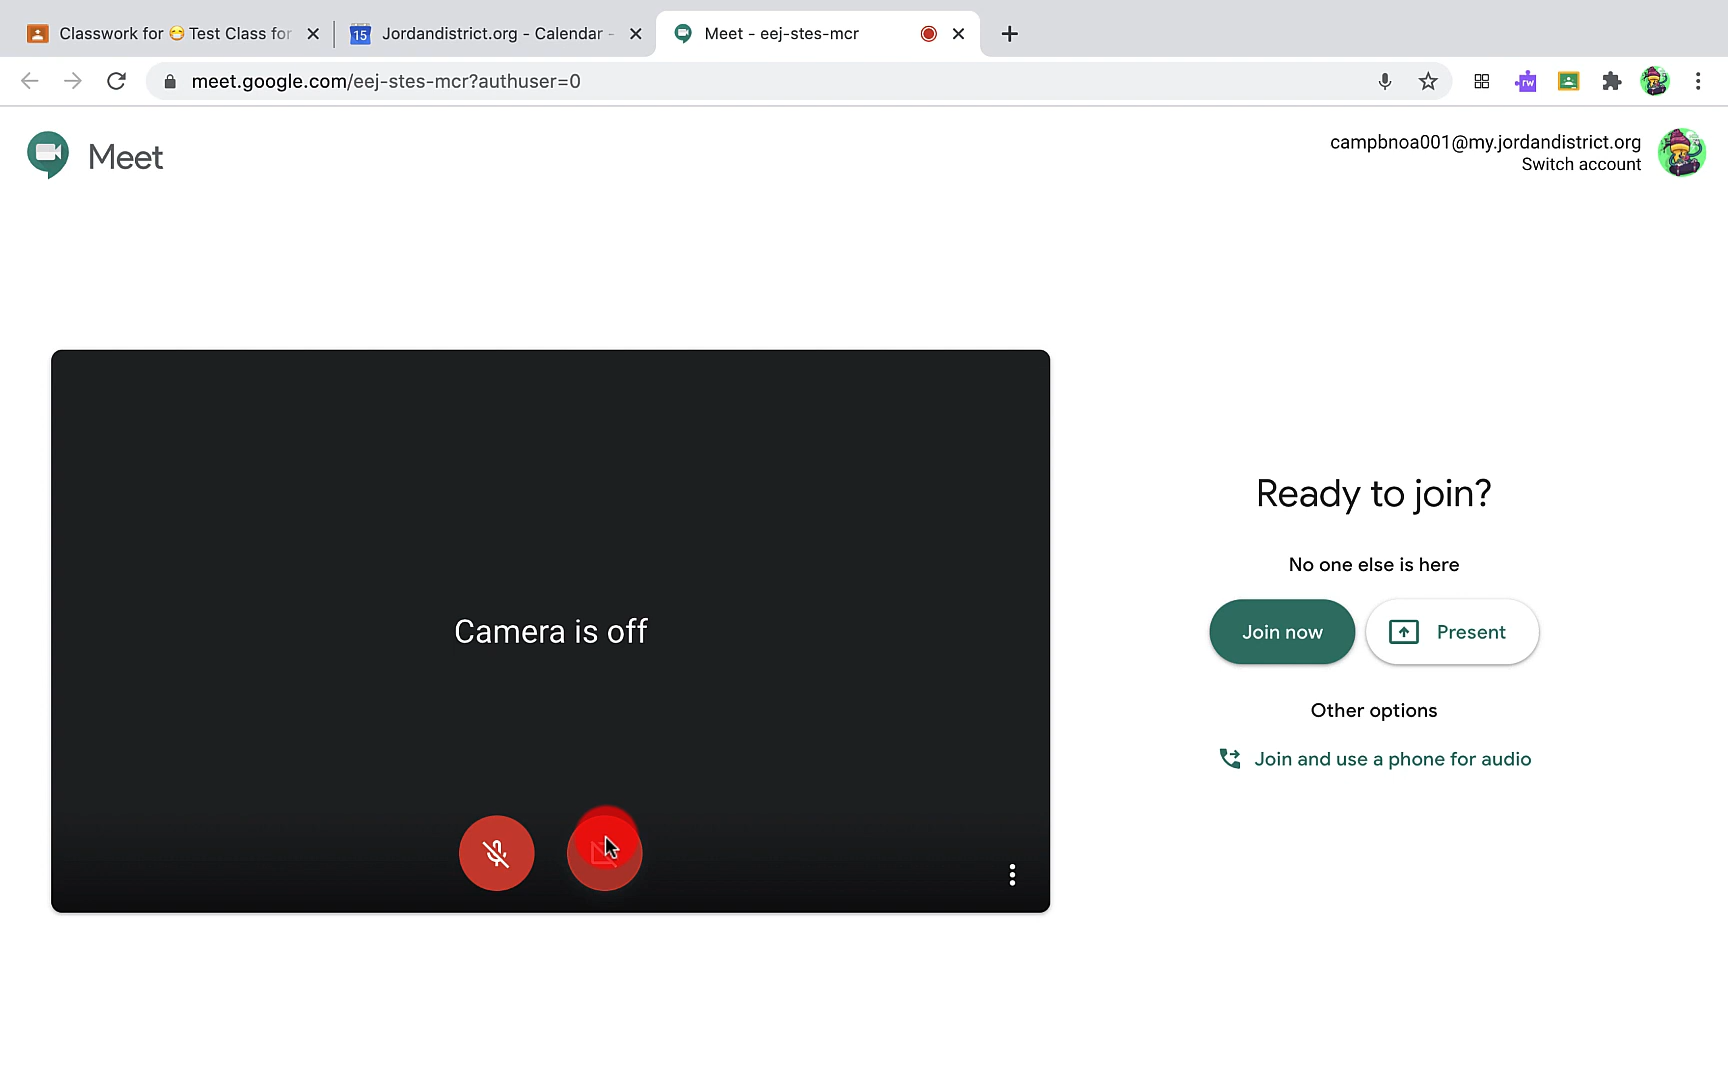 Classwork for 😷 Test Class for
Jordandistrict.org - Calendar -
Meet - eej-stes-mcr
15
meet.google.com/eej-stes-mcr?authuser=0
rw
Meet
campbnoa001@my.jordandistrict.org
Switch account
Camera is off
Ready to join?
No one else is here
Join now
Present
Other options
Join and use a phone for audio